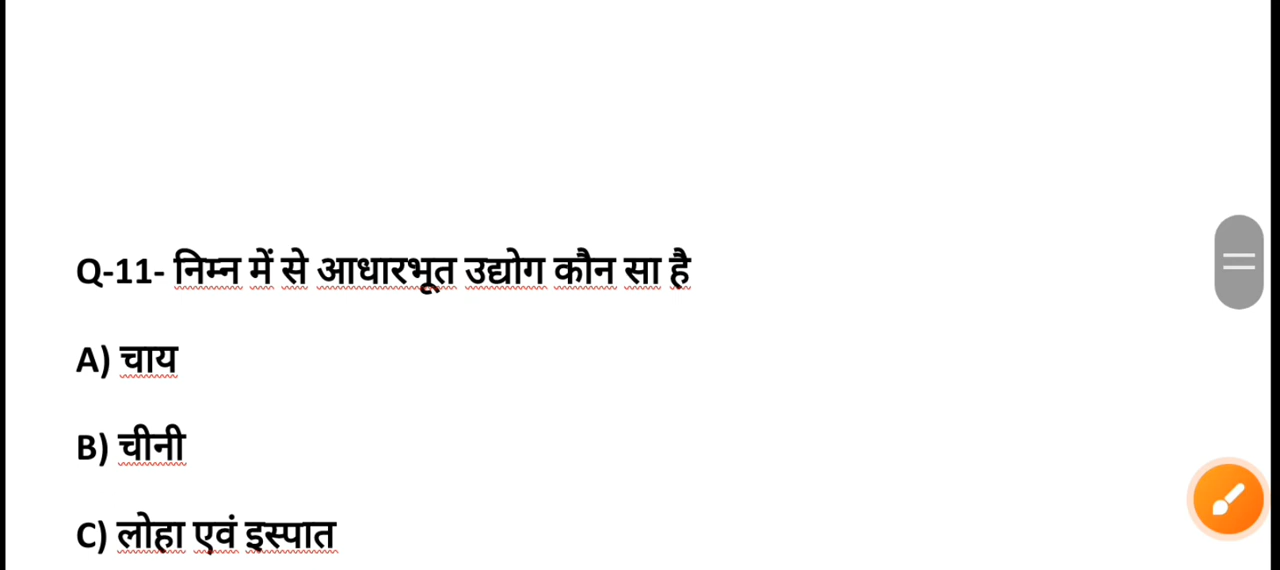 Q-11- निम्न में से आधारभूत उद्योग कौन सा है
A) चाय
B) चीनी
C) लोहा एवं इस्पात